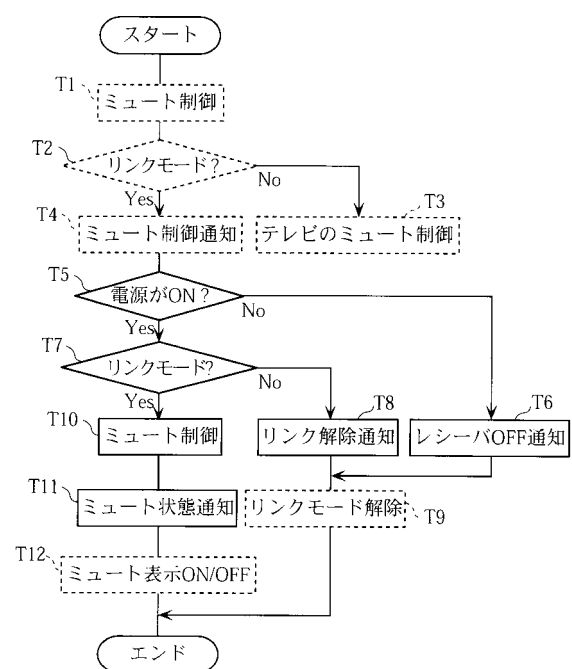 スタート
T1
ミュート制御
T2
リンクモード?
No
Yes
T3
T4
ミュート制御通知
テレビのミュート制御
T5
電源がON?
No
Yes
T7
リンクモード?
No
Yes
T10
T8
T6
ミュート制御
リンク解除通知
レシーバOFF通知
T11
ミュート状態通知
リンクモード解除
T9
T12
ミュート表示ON/OFF
エンド